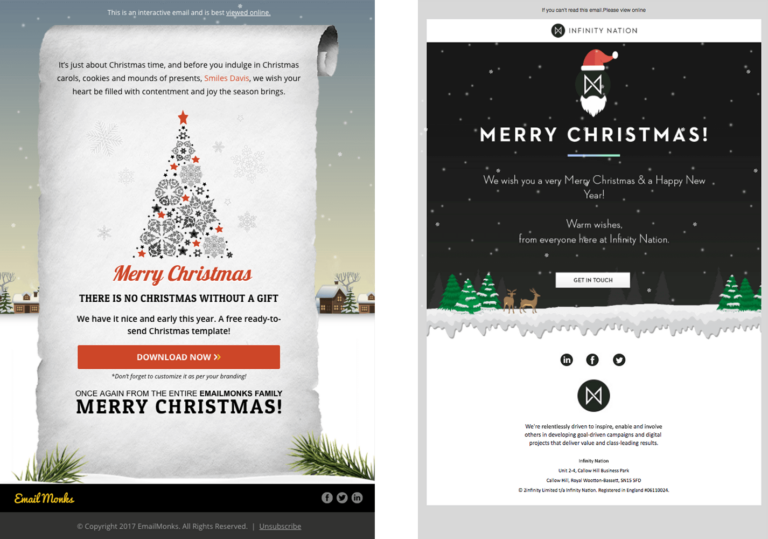 This is an interactive email and is best viewed online.
It's just about Christmas time, and before you indulge in Christmas
carols, cookies and mounds of presents, Smiles Davis, we wish your
heart be filled with contentment and joy the season brings.
Merry Christmas
THERE IS NO CHRISTMAS WITHOUT A GIFT
We have it nice and early this year. A free ready-to-
send Christmas template!
DOWNLOAD NOW »
*Don't forget to customize it as per your branding!
ONCE AGAIN FROM THE ENTIRE EMAILMONKS FAMILY
MERRY CHRISTMAS!
Email Monks
© Copyright 2017 EmailMonks. All Rights Reserved. | Unsubscribe
If you can't read this email.Please view online
INFINITY NATION
MERRY CHRISTMAS!
We wish you a very Merry Christmas & a Happy New
Year!
Warm wishes,
from everyone here at Infinity Nation.
GET IN TOUCH
We're relentlessly driven to inspire, enable and involve
others in developing goal-driven campaigns and digital
projects that deliver value and class-leading results.
Infinity Nation
Unit 2-4, Callow Hill Business Park
Callow Hill, Royal Wootton-Bassett, SN15 5FD
© 2Infinity Limited t/a Infinity Nation. Registered in England #06110024.